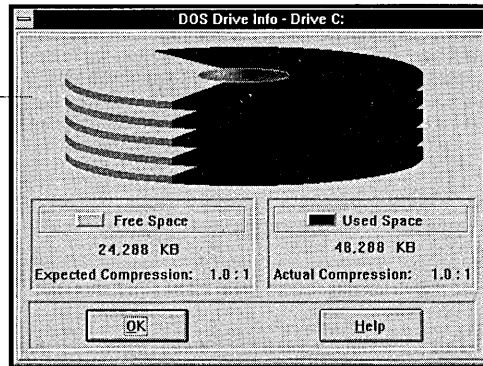 DOS Drive Info - Drive C:
Free Space
24,288 KB
Expected Compression: 1.0 : 1
Used Space
48,288 KB
Actual Compression: 1.0 : 1
OK
Help